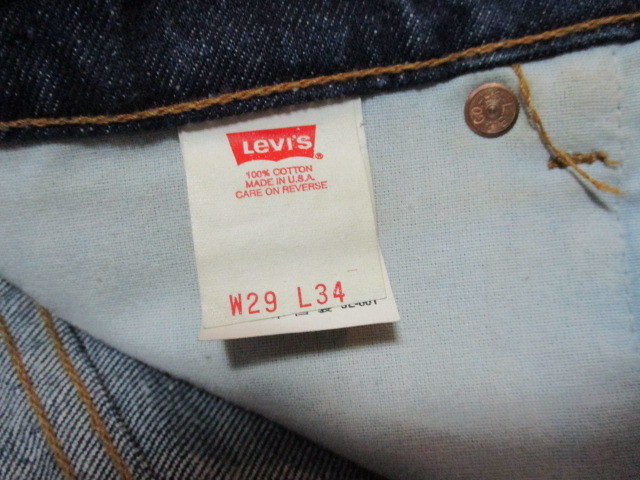 LEVI'S ®
100% COTTON
MADE IN U.S.A.
CARE ON REVERSE
W29 L34